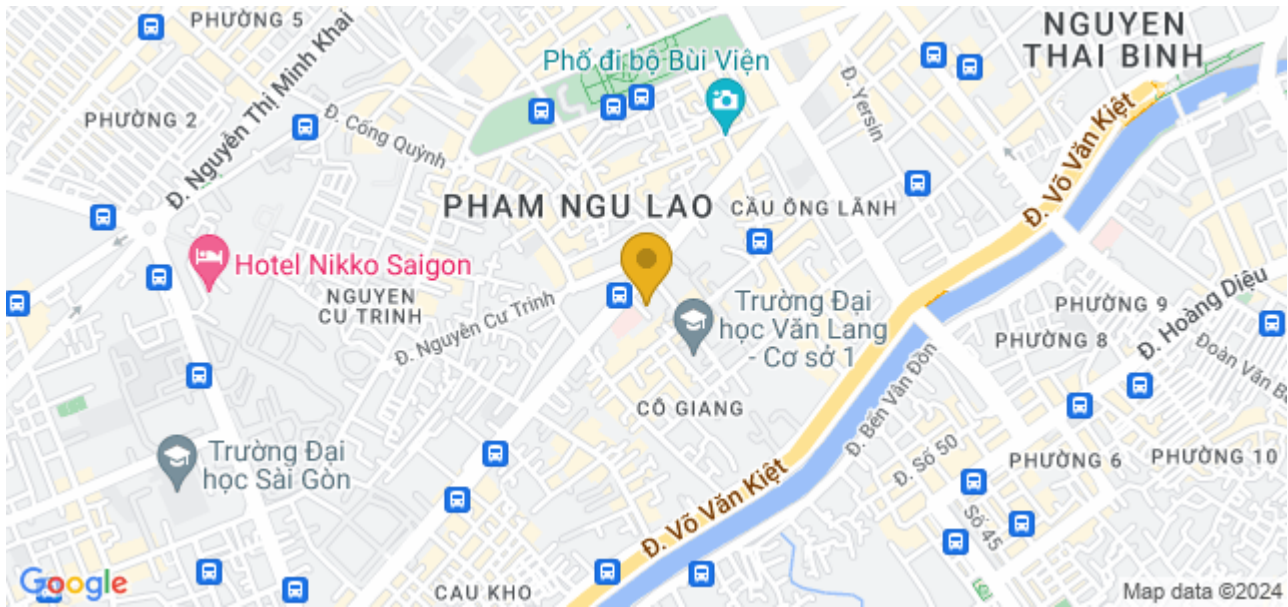 PHƯỜNG 5
NGUYEN
THAI BINH
Đ. Nguyễn Thị Minh Khai
Phố đi bộ Bùi Viện
Đ. Yersin
PHƯỜNG 2
Đ. Cống Quỳnh
Đ. Võ Văn Kiệt
PHAM NGU LAO
CẦU ÔNG LÃNH
Hotel Nikko Saigon
NGUYEN
CU TRINH
Đ. Nguyễn Cư Trinh
Trường Đại
học Văn Lang
- Cơ sở 1
PHƯỜNG 9
Đ. Hoàng Diệu
PHƯỜNG 8
Đoàn Văn B
CÔ GIANG
Đ. Bến Vân Đồn
Trường Đại
học Sài Gòn
Đ. Số 50
PHƯỜNG 6
PHƯỜNG 10
Đ. Võ Văn Kiệt
Số 45
Google
CAU KHO
Map data ©2024